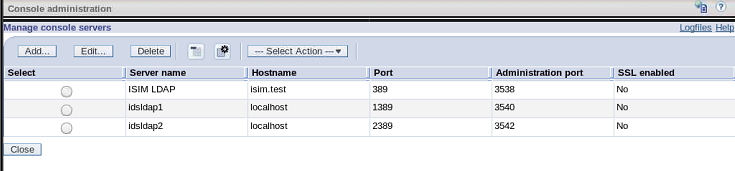 Console administration ?
Manage console servers Logfiles Help
Add... Edit... Delete --- Select Action ---
Select Server name Hostname Port Administration port SSL enabled
ISIM LDAP isim.test 389 3538 No
idsldap1 localhost 1389 3540 No
idsldap2 localhost 2389 3542 No
Close